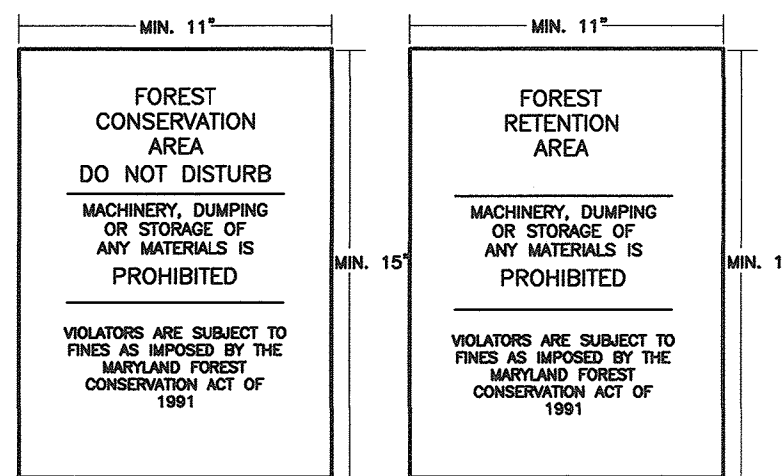 MIN. 11"
FOREST
CONSERVATION
AREA
DO NOT DISTURB
MACHINERY, DUMPING
OR STORAGE OF
ANY MATERIALS IS
PROHIBITED
VIOLATORS ARE SUBJECT TO
FINES AS IMPOSED BY THE
MARYLAND FOREST
CONSERVATION ACT OF
1991
MIN. 15"
MIN. 11"
FOREST
RETENTION
AREA
MACHINERY, DUMPING
OR STORAGE OF
ANY MATERIALS IS
PROHIBITED
VIOLATORS ARE SUBJECT TO
FINES AS IMPOSED BY THE
MARYLAND FOREST
CONSERVATION ACT OF
1991
MIN. 1